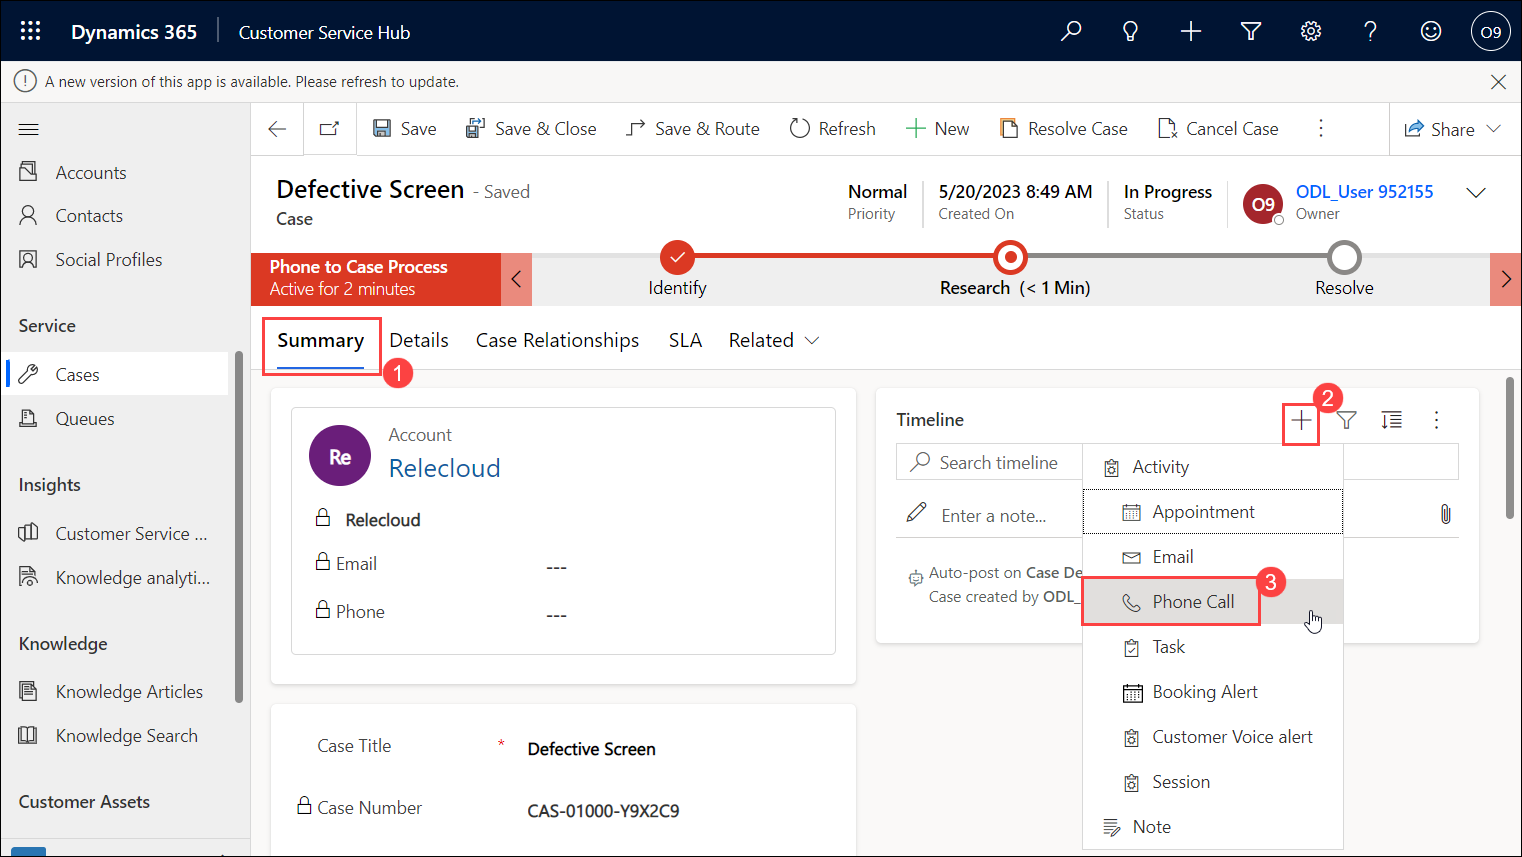 Dynamics 365
Customer Service Hub
O9
A new version of this app is available. Please refresh to update.
Save
Save & Close
Save & Route
Refresh
New
Resolve Case
Cancel Case
Share
Accounts
Contacts
Social Profiles
Service
Cases
Queues
Insights
Customer Service ...
Knowledge analyti...
Knowledge
Knowledge Articles
Knowledge Search
Customer Assets
Defective Screen - Saved
Case
Normal
Priority
5/20/2023 8:49 AM
Created On
In Progress
Status
O9
ODL_User 952155
Owner
Phone to Case Process
Active for 2 minutes
Identify
Research (< 1 Min)
Resolve
Summary
Details
Case Relationships
SLA
Related
1
Re
Account
Relecloud
Relecloud
Email
---
Phone
---
Case Title
*
Defective Screen
Case Number
CAS-01000-Y9X2C9
Timeline
2
Search timeline
Enter a note...
Auto-post on Case De
Case created by ODL_
Activity
Appointment
Email
Phone Call
3
Task
Booking Alert
Customer Voice alert
Session
Note